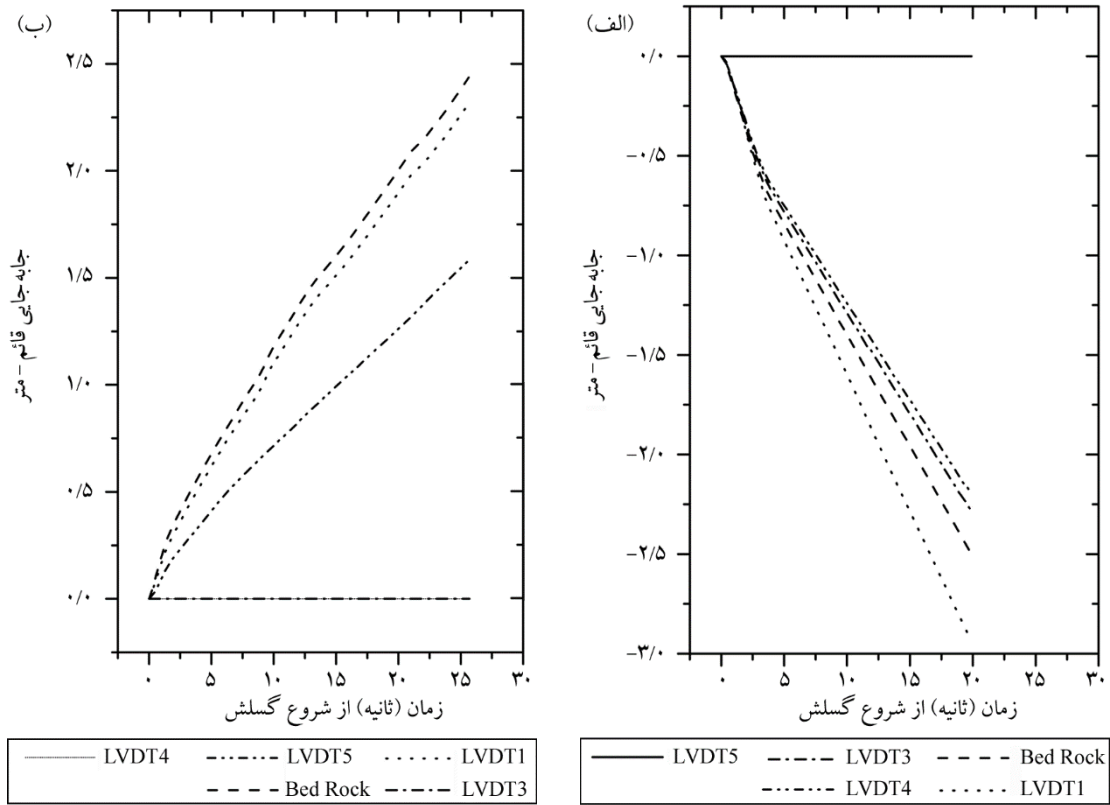 (الف)
۰/۰
−۰/۵
−۱/۰
−۱/۵
−۲/۰
−۲/۵
−۳/۰
جابه جایی قائم - متر
۰ ۵ ۱۰ ۱۵ ۲۰ ۲۵ ۳۰
زمان (ثانیه) از شروع گسلش
LVDT5 LVDT3 Bed Rock
LVDT4 LVDT1
(ب)
۲/۵
۲/۰
۱/۵
۱/۰
۰/۵
۰/۰
جابه جایی قائم - متر
۰ ۵ ۱۰ ۱۵ ۲۰ ۲۵ ۳۰
زمان (ثانیه) از شروع گسلش
LVDT4 LVDT5 LVDT1
Bed Rock LVDT3